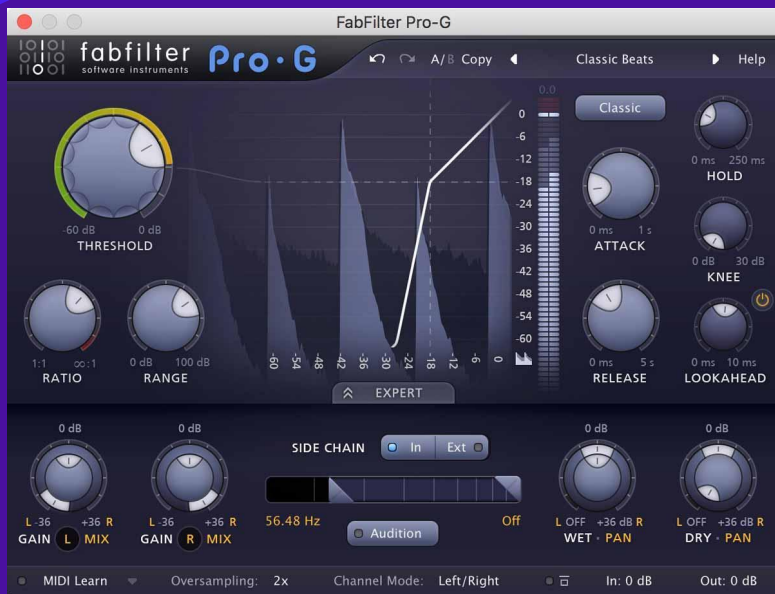 FabFilter Pro-G
fabfilter
software instruments
Pro·G
A/B Copy
Classic Beats
Help
0.0
Classic
0
-6
-12
-18
-24
-30
-36
-42
-48
-54
-60
-60 -54 -48 -42 -36 -30 -24 -18 -12 -6 0
-60 dB 0 dB
THRESHOLD
1:1 ∞:1
RATIO
0 dB 100 dB
RANGE
0 ms 1 s
ATTACK
0 ms 5 s
RELEASE
0 ms 250 ms
HOLD
0 dB 30 dB
KNEE
0 ms 10 ms
LOOKAHEAD
EXPERT
0 dB
L -36 +36 R
GAIN L MIX
0 dB
L -36 +36 R
GAIN R MIX
SIDE CHAIN In Ext
56.48 Hz Off
Audition
0 dB
L OFF +36 dB R
WET · PAN
0 dB
L OFF +36 dB R
DRY · PAN
MIDI Learn Oversampling: 2x Channel Mode: Left/Right In: 0 dB Out: 0 dB